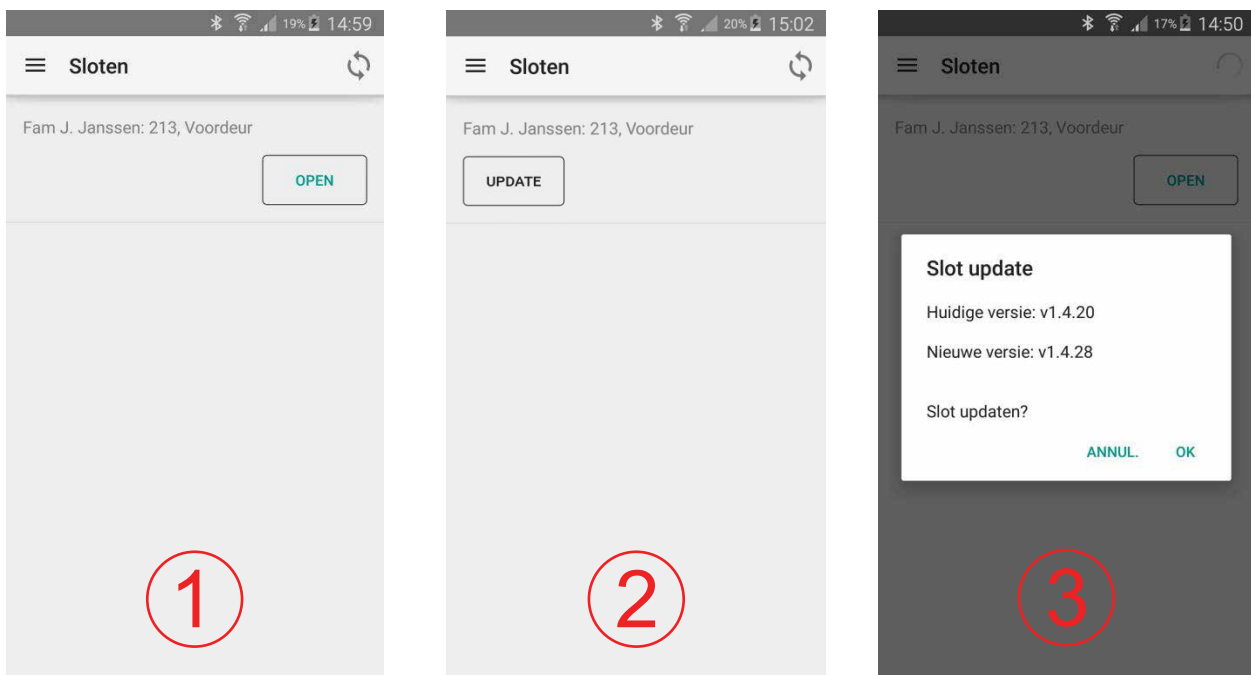 19% 14:59
Sloten
Fam J. Janssen: 213, Voordeur
OPEN
1
20% 15:02
Sloten
Fam J. Janssen: 213, Voordeur
UPDATE
2
17% 14:50
Sloten
Fam J. Janssen: 213, Voordeur
OPEN
Slot update
Huidige versie: v1.4.20
Nieuwe versie: v1.4.28
Slot updaten?
ANNUL. OK
3